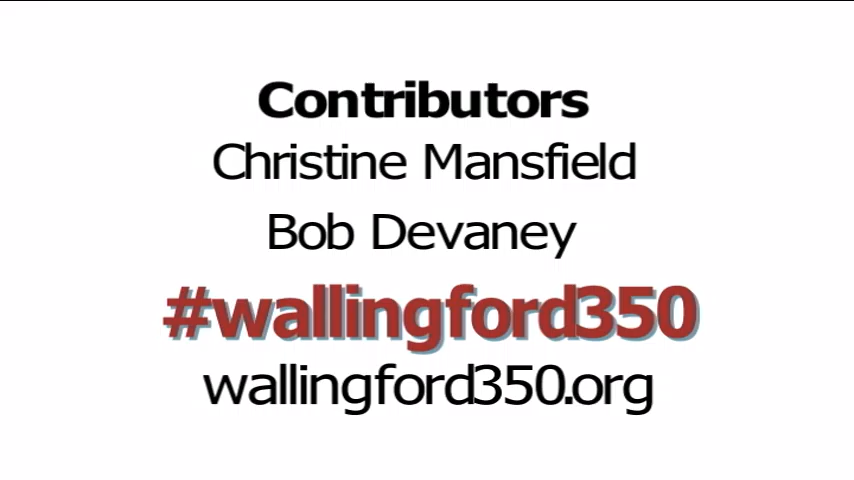 Contributors
Christine Mansfield
Bob Devaney
#wallingford350
wallingford350.org